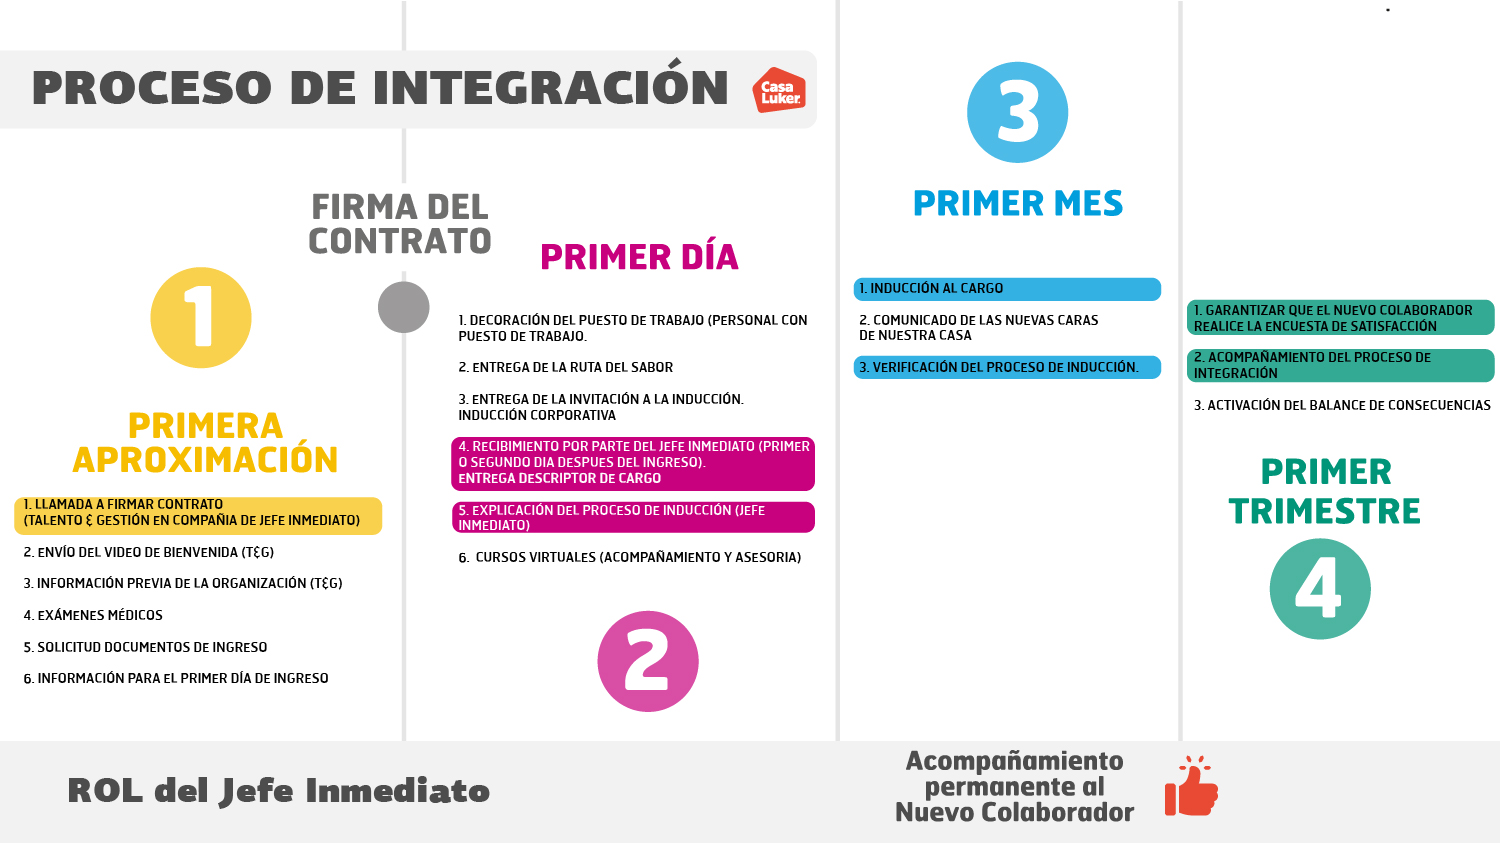 PROCESO DE INTEGRACIÓN
Casa
Luker.
FIRMA DEL
CONTRATO
1
PRIMERA
APROXIMACIÓN
1. LLAMADA A FIRMAR CONTRATO
(TALENTO & GESTIÓN EN COMPAÑIA DE JEFE INMEDIATO)
2. ENVÍO DEL VIDEO DE BIENVENIDA (T&G)
3. INFORMACIÓN PREVIA DE LA ORGANIZACIÓN (T&G)
4. EXÁMENES MÉDICOS
5. SOLICITUD DOCUMENTOS DE INGRESO
6. INFORMACIÓN PARA EL PRIMER DÍA DE INGRESO
PRIMER DÍA
1. DECORACIÓN DEL PUESTO DE TRABAJO (PERSONAL CON
PUESTO DE TRABAJO.
2. ENTREGA DE LA RUTA DEL SABOR
3. ENTREGA DE LA INVITACIÓN A LA INDUCCIÓN.
INDUCCIÓN CORPORATIVA
4. RECIBIMIENTO POR PARTE DEL JEFE INMEDIATO (PRIMER
O SEGUNDO DIA DESPUES DEL INGRESO).
ENTREGA DESCRIPTOR DE CARGO
5. EXPLICACIÓN DEL PROCESO DE INDUCCIÓN (JEFE
INMEDIATO)
6. CURSOS VIRTUALES (ACOMPAÑAMIENTO Y ASESORIA)
2
3
PRIMER MES
1. INDUCCIÓN AL CARGO
2. COMUNICADO DE LAS NUEVAS CARAS
DE NUESTRA CASA
3. VERIFICACIÓN DEL PROCESO DE INDUCCIÓN.
1. GARANTIZAR QUE EL NUEVO COLABORADOR
REALICE LA ENCUESTA DE SATISFACCIÓN
2. ACOMPAÑAMIENTO DEL PROCESO DE
INTEGRACIÓN
3. ACTIVACIÓN DEL BALANCE DE CONSECUENCIAS
PRIMER
TRIMESTRE
4
ROL del Jefe Inmediato
Acompañamiento
permanente al
Nuevo Colaborador